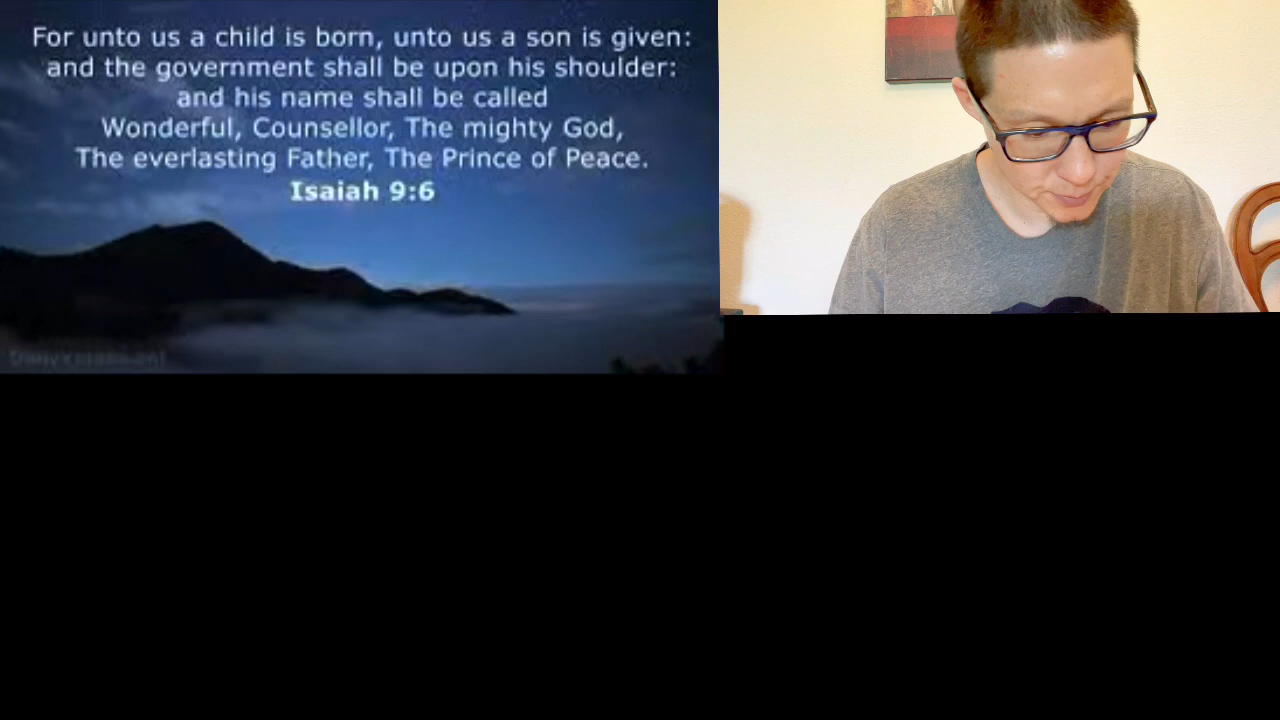 For unto us a child is born, unto us a son is given:
and the government shall be upon his shoulder:
and his name shall be called
Wonderful, Counsellor, The mighty God,
The everlasting Father, The Prince of Peace.
Isaiah 9:6